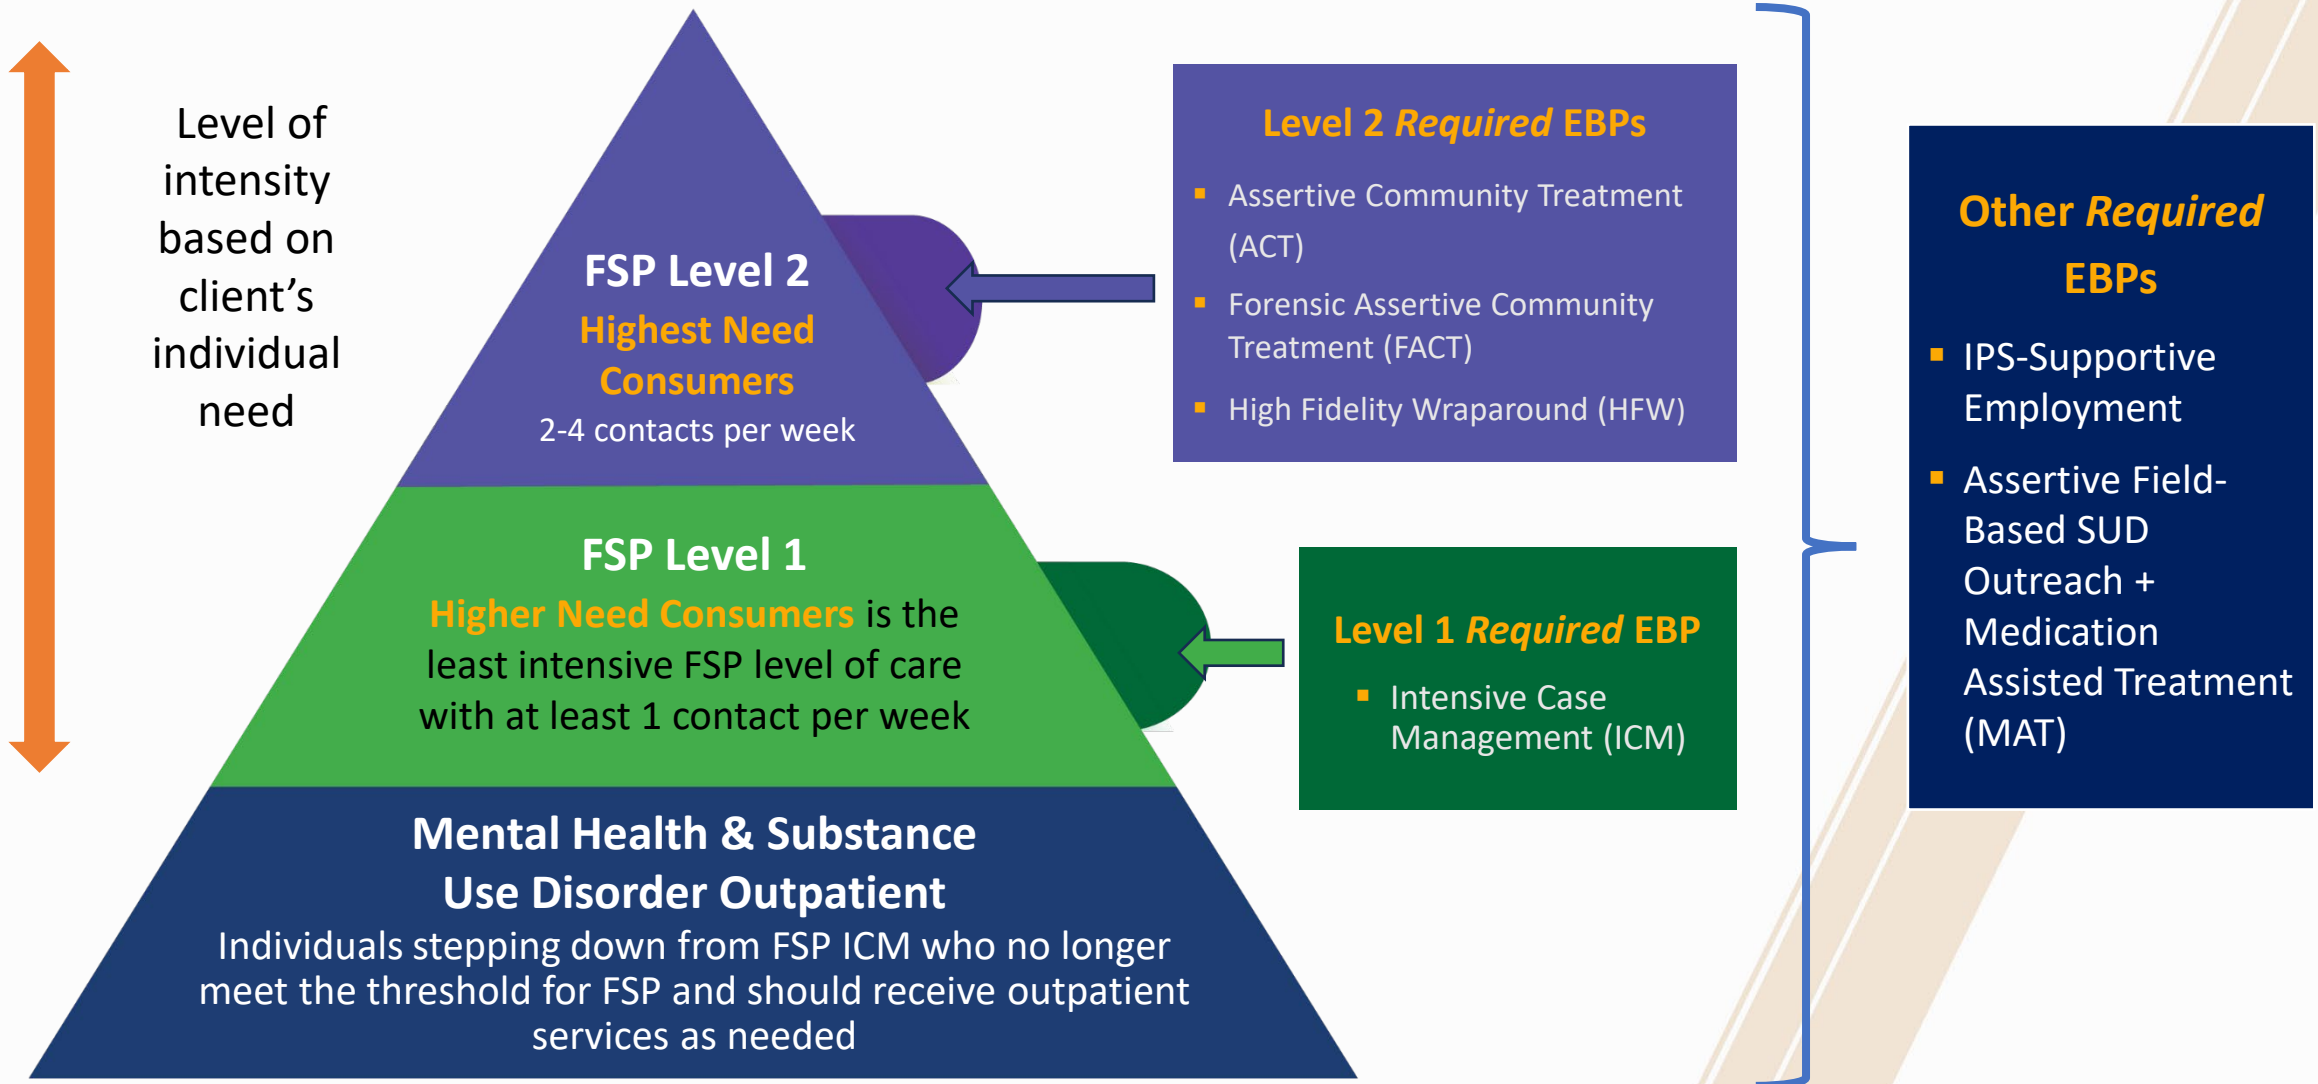 Level of
intensity
based on
client’s
individual
need
FSP Level 2
Highest Need
Consumers
2-4 contacts per week
FSP Level 1
Higher Need Consumers is the
least intensive FSP level of care
with at least 1 contact per week
Mental Health & Substance
Use Disorder Outpatient
Individuals stepping down from FSP ICM who no longer
meet the threshold for FSP and should receive outpatient
services as needed
Level 2 Required EBPs
▪ Assertive Community Treatment
(ACT)
▪ Forensic Assertive Community
Treatment (FACT)
▪ High Fidelity Wraparound (HFW)
Level 1 Required EBP
▪ Intensive Case
Management (ICM)
Other Required
EBPs
▪ IPS-Supportive
Employment
▪ Assertive Field-
Based SUD
Outreach +
Medication
Assisted Treatment
(MAT)